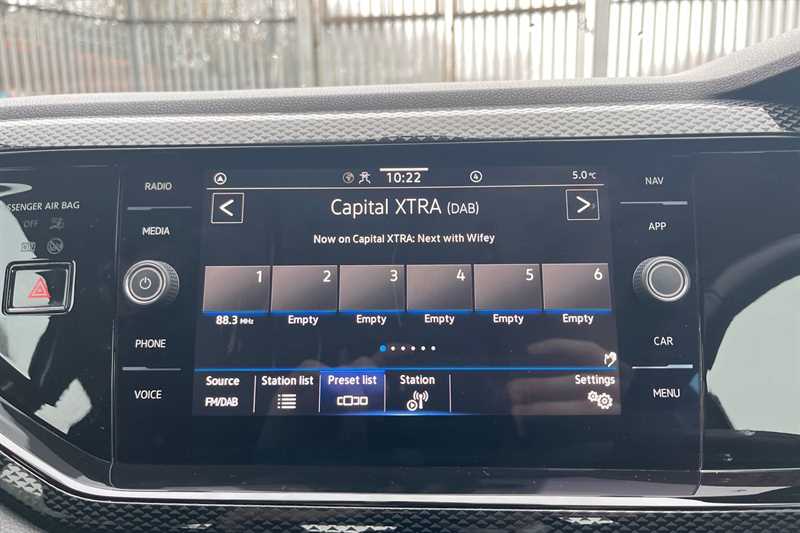 10:22
4
5.0°C
RADIO
NAV
Capital XTRA (DAB)
PASSENGER AIR BAG
OFF
MEDIA
APP
Now on Capital XTRA: Next with Wifey
1 2 3 4 5 6
88.3 MHz Empty Empty Empty Empty Empty
PHONE
CAR
Source Station list Preset list Station Settings
FM/DAB
VOICE
MENU